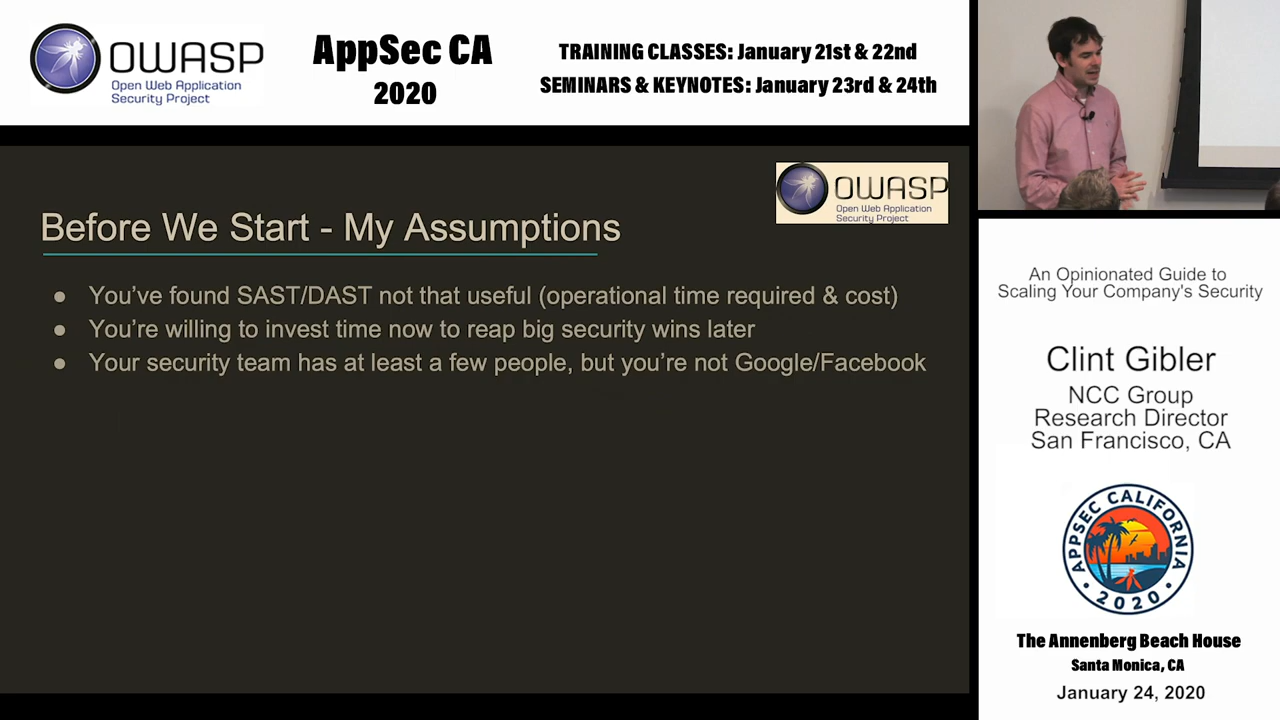 OWASP
Open Web Application
Security Project
AppSec CA
2020
TRAINING CLASSES: January 21st & 22nd
SEMINARS & KEYNOTES: January 23rd & 24th
OWASP
Open Web Application
Security Project
Before We Start - My Assumptions
● You've found SAST/DAST not that useful (operational time required & cost)
● You're willing to invest time now to reap big security wins later
● Your security team has at least a few people, but you're not Google/Facebook
An Opinionated Guide to
Scaling Your Company's Security
Clint Gibler
NCC Group
Research Director
San Francisco, CA
APPSEC CALIFORNIA
• 2020 •
The Annenberg Beach House
Santa Monica, CA
January 24, 2020